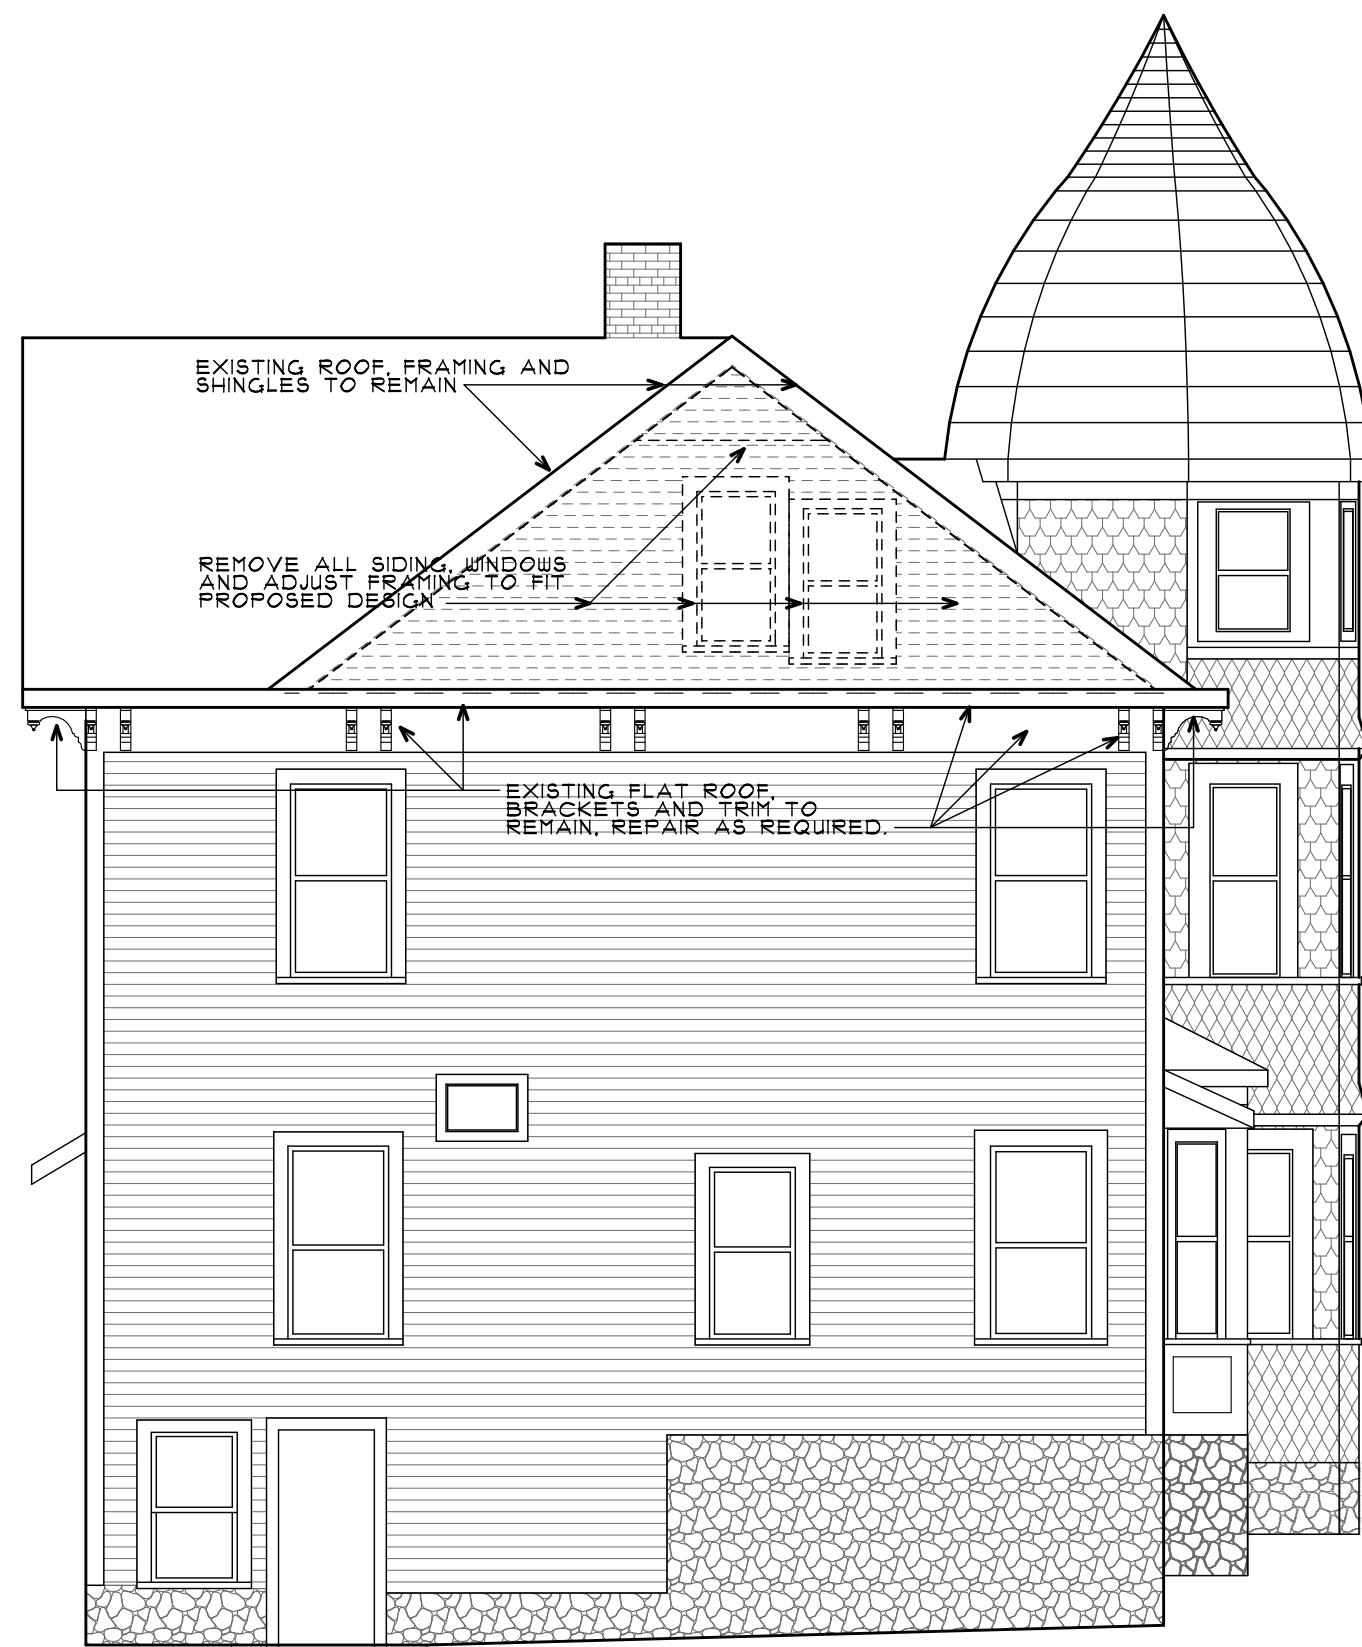 EXISTING ROOF, FRAMING AND
SHINGLES TO REMAIN
REMOVE ALL SIDING, WINDOWS
AND ADJUST FRAMING TO FIT
PROPOSED DESIGN
EXISTING FLAT ROOF,
BRACKETS AND TRIM TO
REMAIN, REPAIR AS REQUIRED.